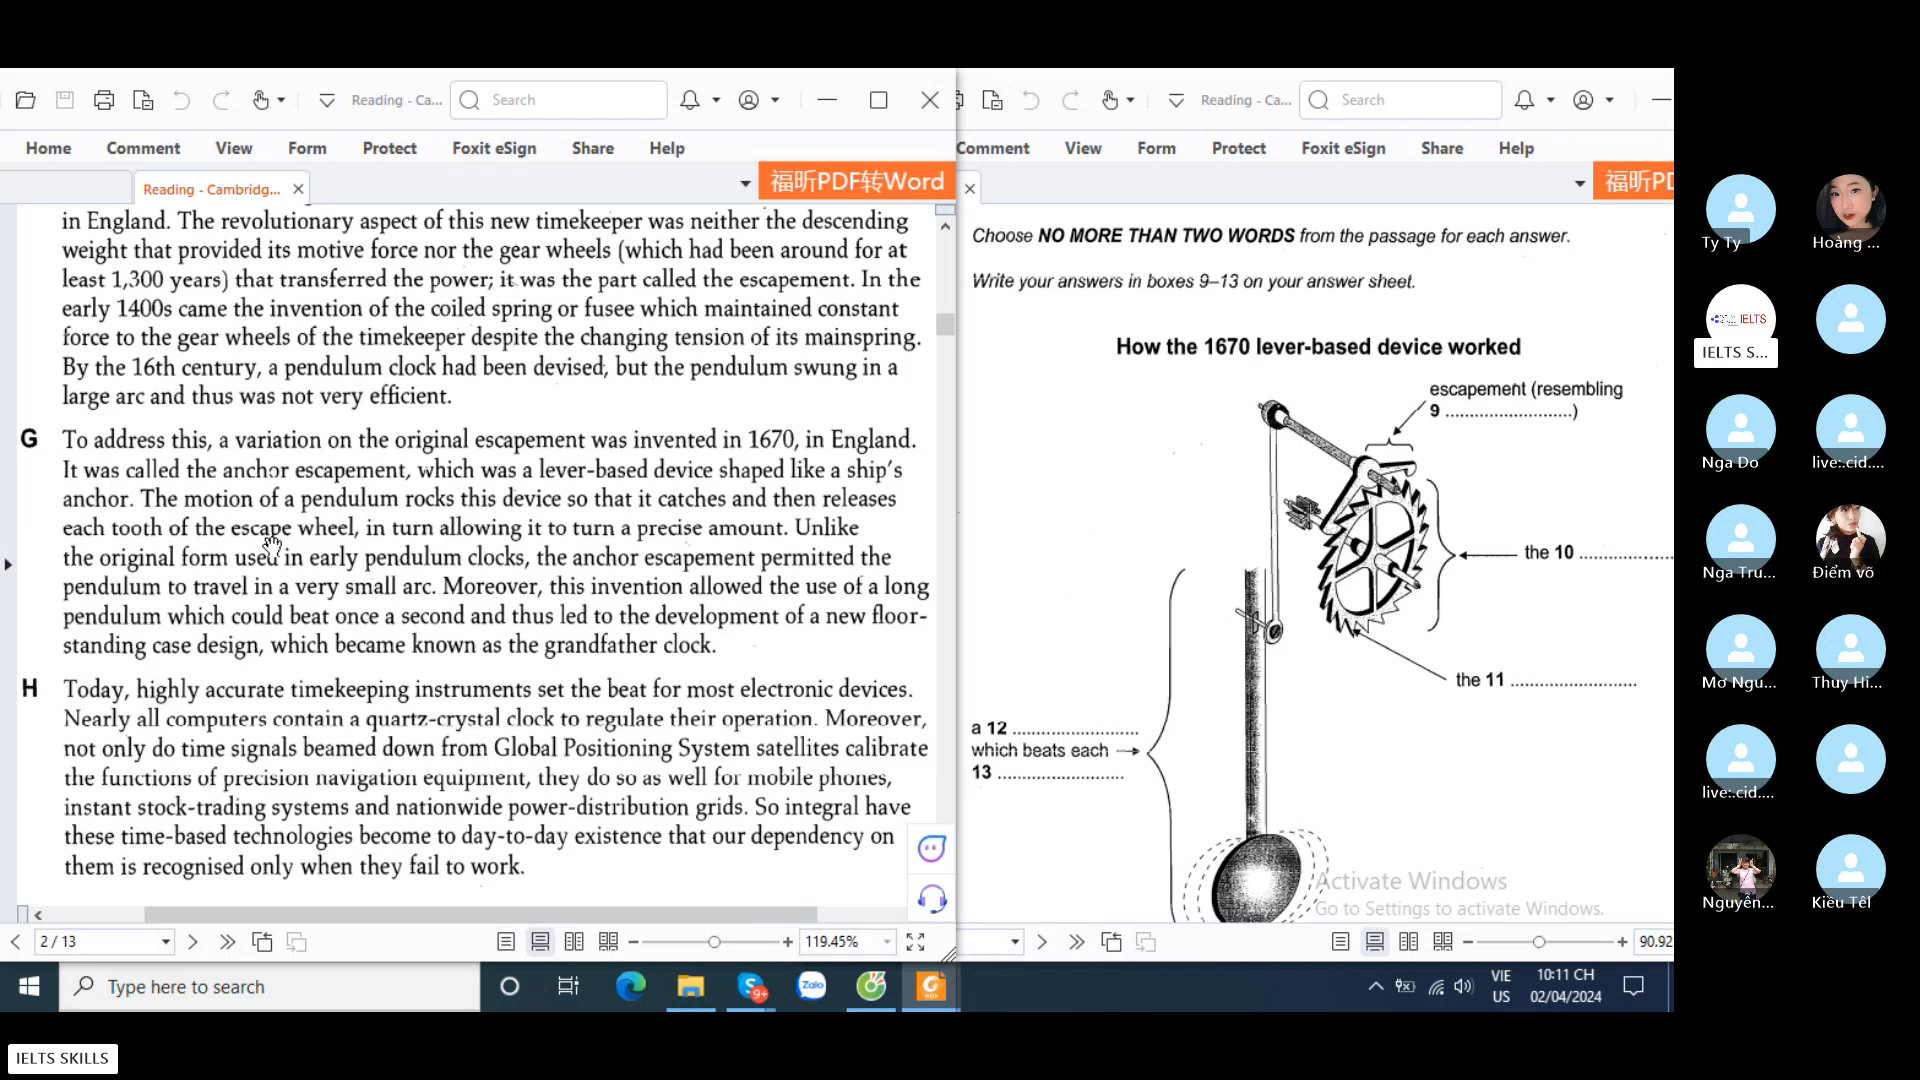 Reading - Ca...
Search
Reading - Ca...
Search
Home Comment View Form Protect Foxit eSign Share Help
Comment View Form Protect Foxit eSign Share Help
Reading - Cambridg...
福昕PDF转Word
福昕PD
in England. The revolutionary aspect of this new timekeeper was neither the descending
weight that provided its motive force nor the gear wheels (which had been around for at
least 1,300 years) that transferred the power; it was the part called the escapement. In the
early 1400s came the invention of the coiled spring or fusee which maintained constant
force to the gear wheels of the timekeeper despite the changing tension of its mainspring.
By the 16th century, a pendulum clock had been devised, but the pendulum swung in a
large arc and thus was not very efficient.
G To address this, a variation on the original escapement was invented in 1670, in England.
It was called the anchor escapement, which was a lever-based device shaped like a ship's
anchor. The motion of a pendulum rocks this device so that it catches and then releases
each tooth of the escape wheel, in turn allowing it to turn a precise amount. Unlike
the original form used in early pendulum clocks, the anchor escapement permitted the
pendulum to travel in a very small arc. Moreover, this invention allowed the use of a long
pendulum which could beat once a second and thus led to the development of a new floor-
standing case design, which became known as the grandfather clock.
H Today, highly accurate timekeeping instruments set the beat for most electronic devices.
Nearly all computers contain a quartz-crystal clock to regulate their operation. Moreover,
not only do time signals beamed down from Global Positioning System satellites calibrate
the functions of precision navigation equipment, they do so as well for mobile phones,
instant stock-trading systems and nationwide power-distribution grids. So integral have
these time-based technologies become to day-to-day existence that our dependency on
them is recognised only when they fail to work.
Choose NO MORE THAN TWO WORDS from the passage for each answer.
Write your answers in boxes 9–13 on your answer sheet.
How the 1670 lever-based device worked
escapement (resembling
9 ........................)
the 10 ..................
the 11 ........................
a 12 ........................
which beats each
13 ........................
Activate Windows
Go to Settings to activate Windows.
2 / 13
119.45%
90.92
Type here to search
9+
Zalo
PDF
VIE
US
10:11 CH
02/04/2024
Ty Ty
Hoàng ...
IELTS
IELTS S...
Nga Do
live:.cid....
Nga Tru...
Điểm võ
Mơ Ngu...
Thuy Hi...
live:.cid....
Nguyễn...
Kiều Tê...
IELTS SKILLS